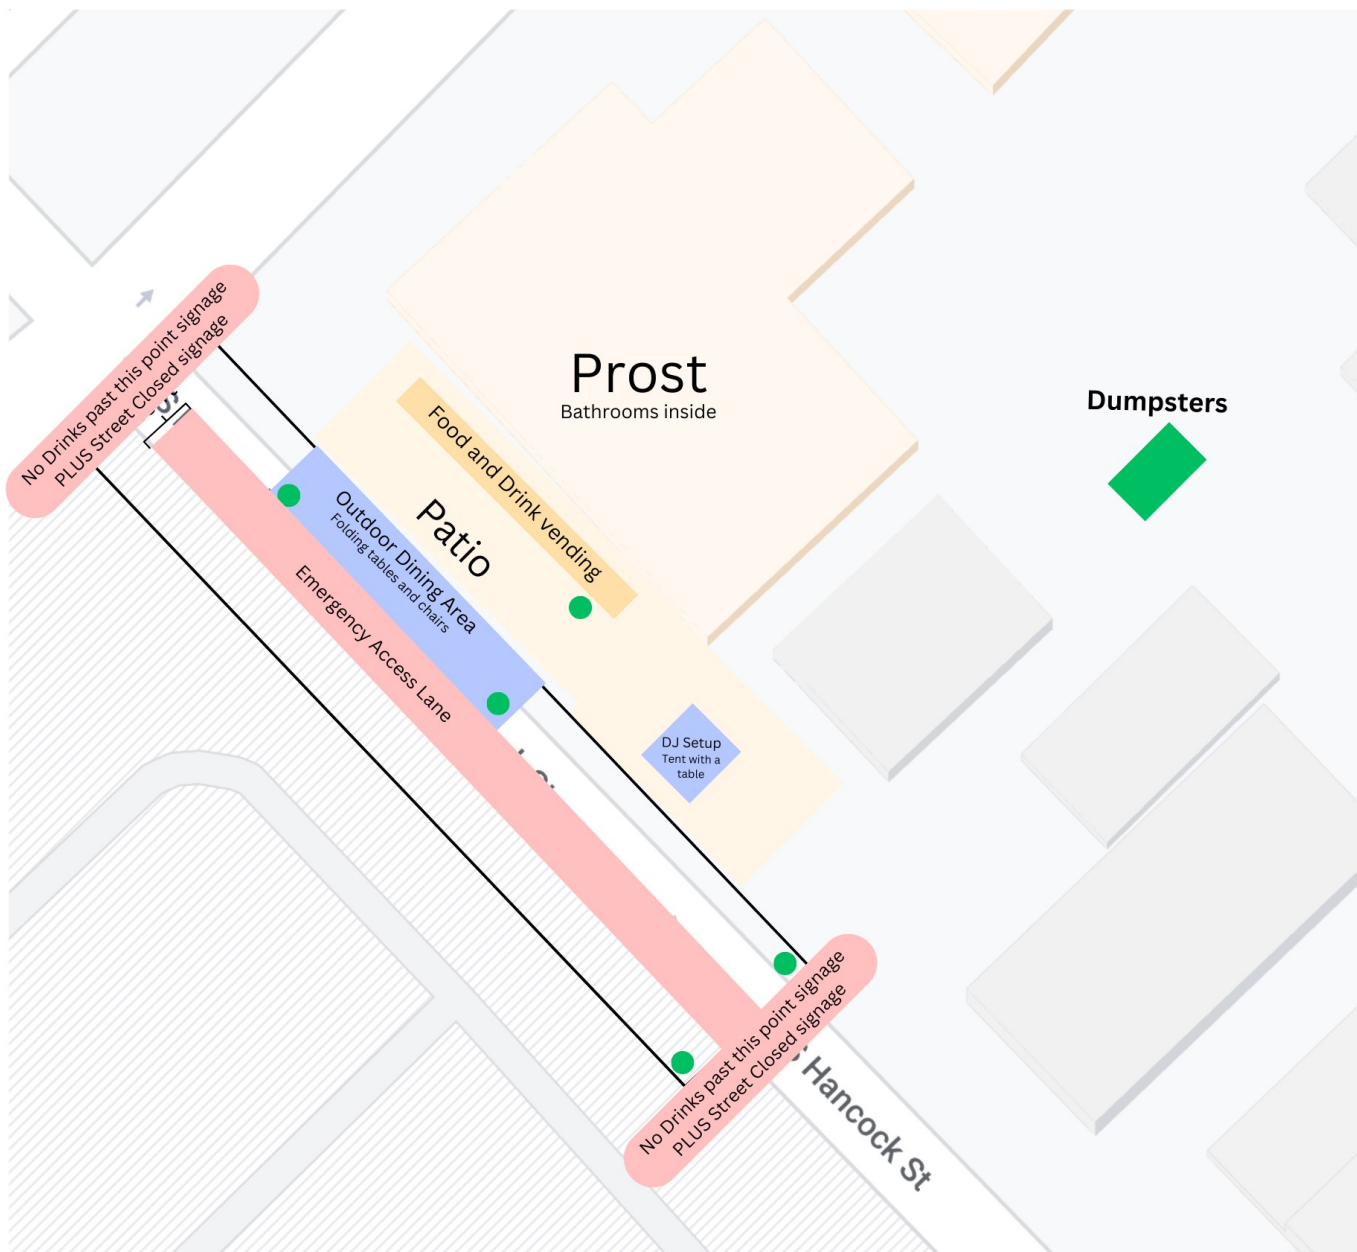 No Drinks past this point signage
PLUS Street Closed signage
Prost
Bathrooms inside
Dumpsters
Food and Drink vending
Patio
Outdoor Dining Area
Folding tables and chairs
Emergency Access Lane
DJ Setup
Tent with a
table
No Drinks past this point signage
PLUS Street Closed signage
Hancock St